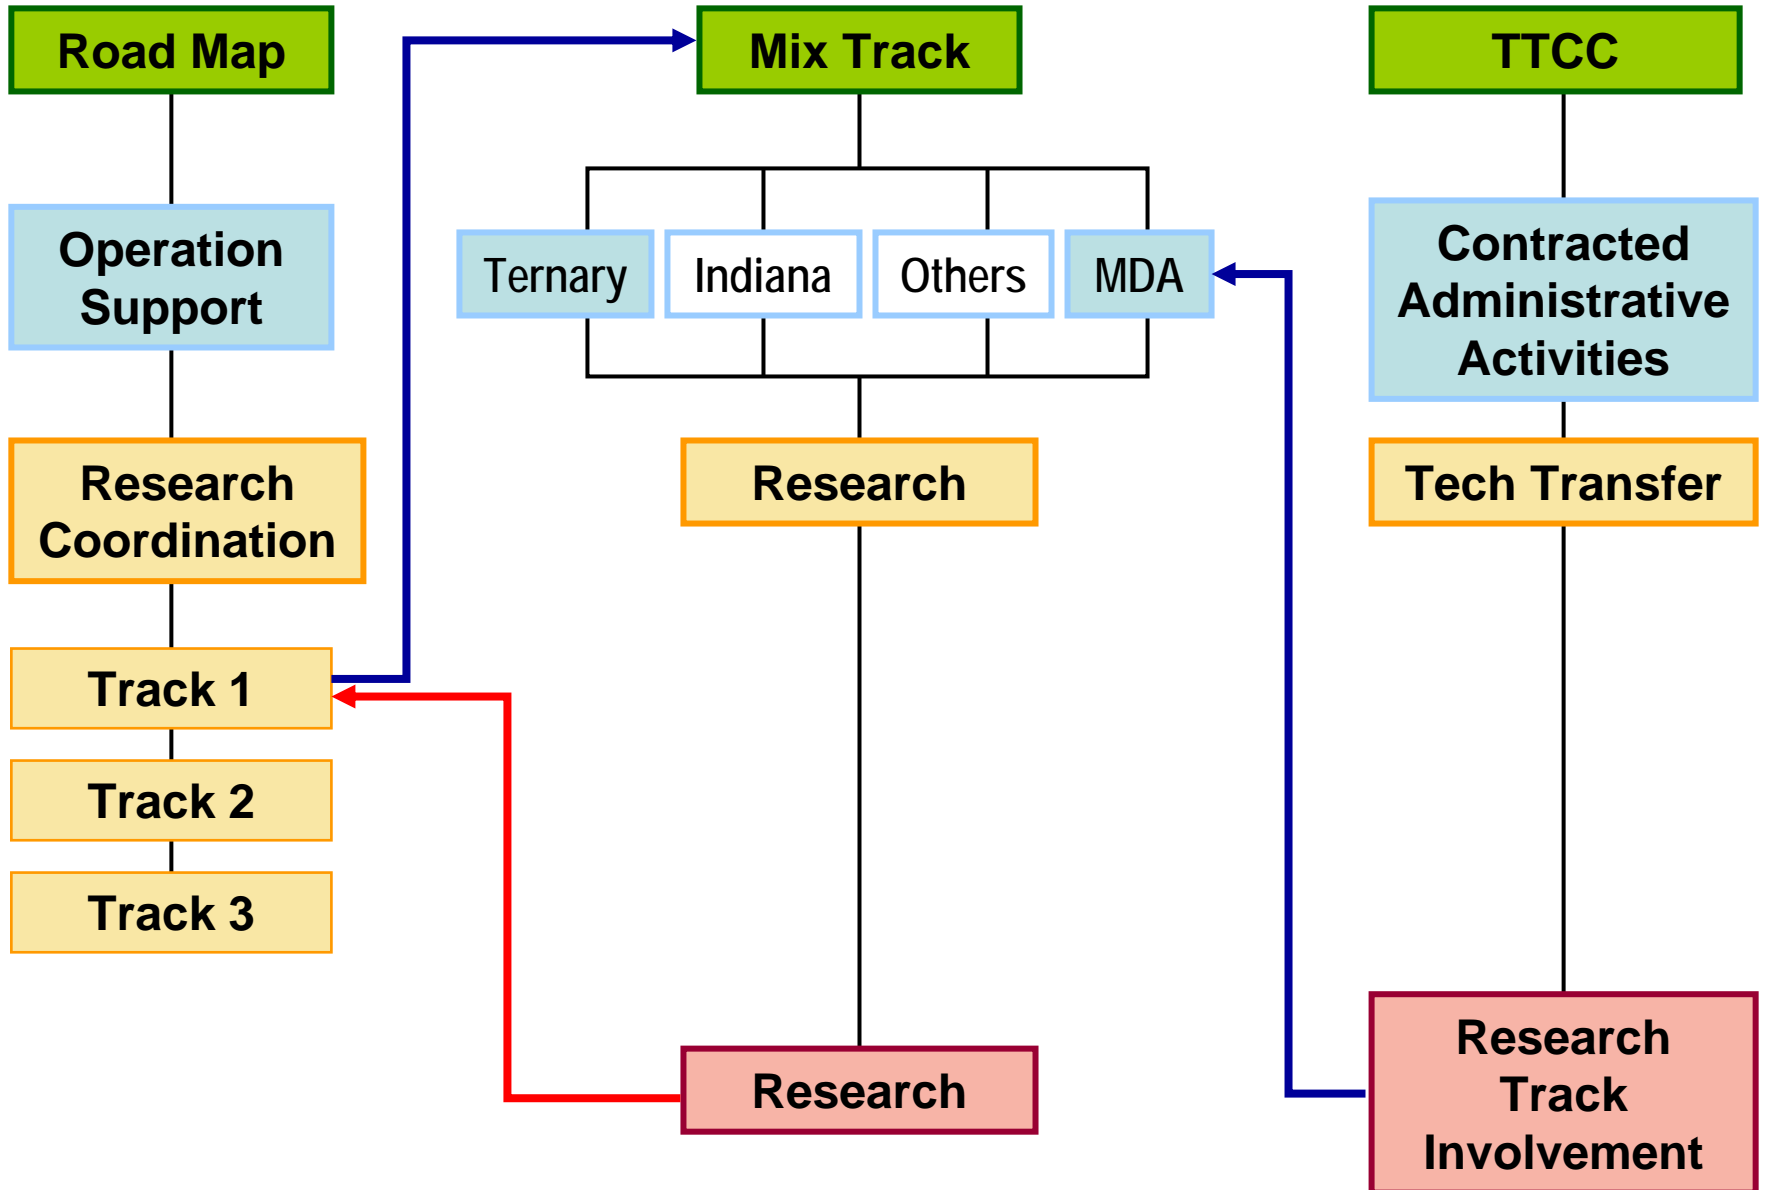 Road Map
Operation
Support
Research
Coordination
Track 1
Track 2
Track 3
Mix Track
Ternary
Indiana
Others
MDA
Research
Research
TTCC
Contracted
Administrative
Activities
Tech Transfer
Research
Track
Involvement